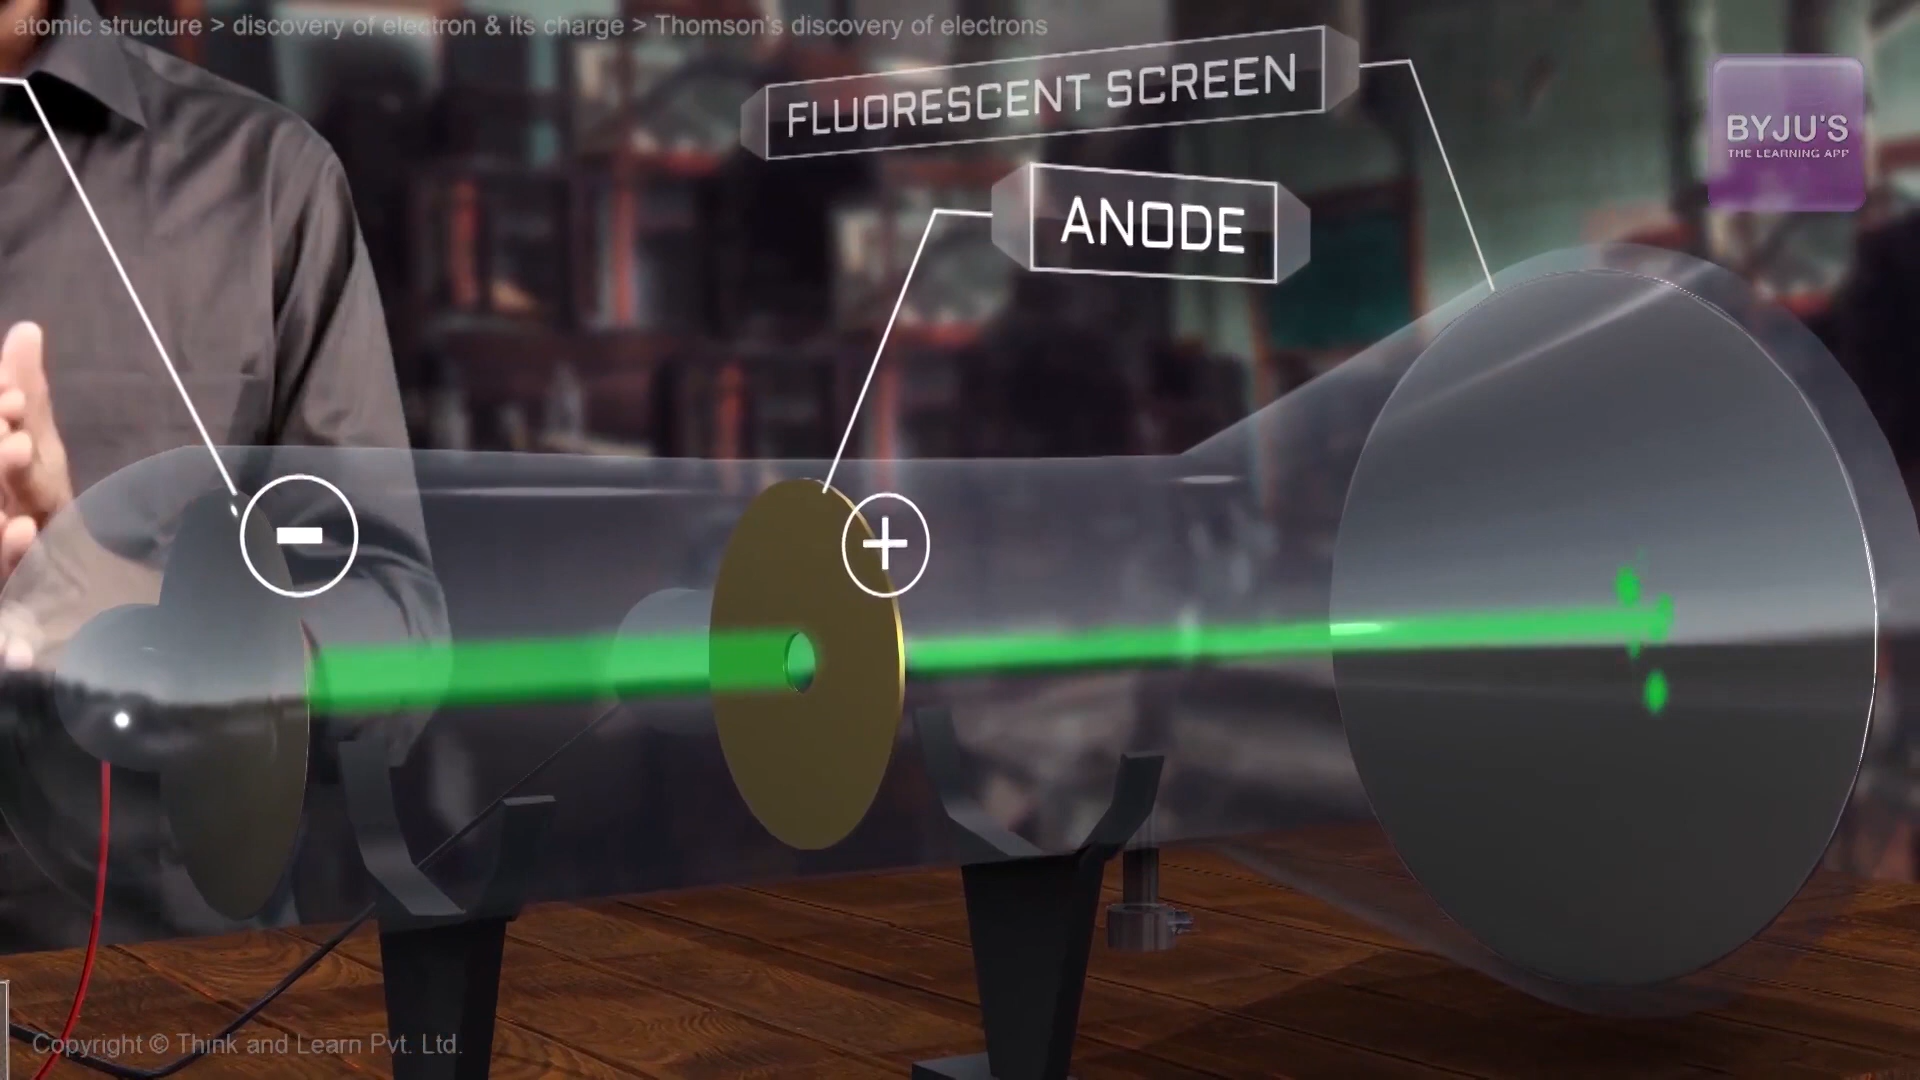 atomic structure > discovery of electron & its charge > Thomson's discovery of electrons
FLUORESCENT SCREEN
BYJU'S
THE LEARNING APP
ANODE
Copyright © Think and Learn Pvt. Ltd.